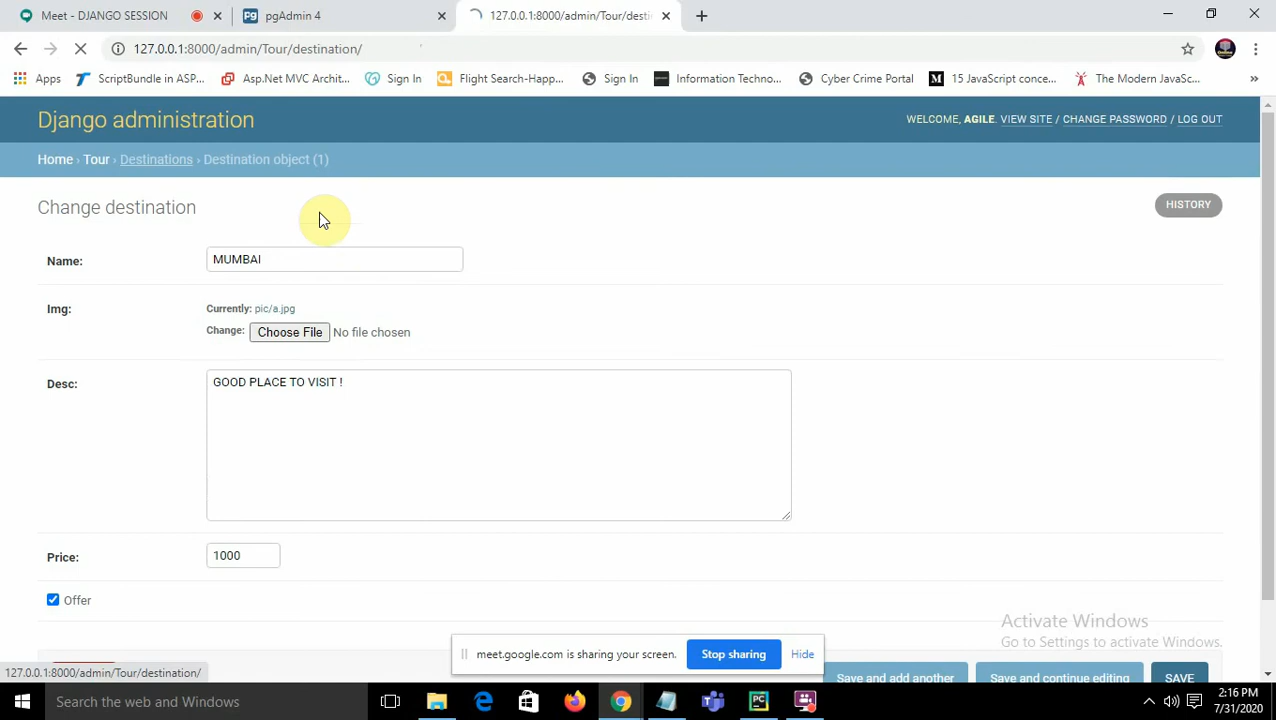 Meet - DJANGO SESSION
pgAdmin 4
127.0.0.1:8000/admin/Tour/desti
127.0.0.1:8000/admin/Tour/destination/
Apps
ScriptBundle in ASP...
Asp.Net MVC Archit...
Sign In
Flight Search-Happ...
Sign In
Information Techno...
Cyber Crime Portal
15 JavaScript conce...
The Modern JavaSc...
»
Django administration
WELCOME, AGILE. VIEW SITE / CHANGE PASSWORD / LOG OUT
Home › Tour › Destinations › Destination object (1)
Change destination
HISTORY
Name:
MUMBAI
Img:
Currently: pic/a.jpg
Change: Choose File No file chosen
Desc:
GOOD PLACE TO VISIT !
Price:
1000
Offer
Activate Windows
Go to Settings to activate Windows.
meet.google.com is sharing your screen.
Stop sharing
Hide
127.0.0.1:8000/admin/Tour/destination/
Save and add another
Save and continue editing
SAVE
Search the web and Windows
2:16 PM
7/31/2020